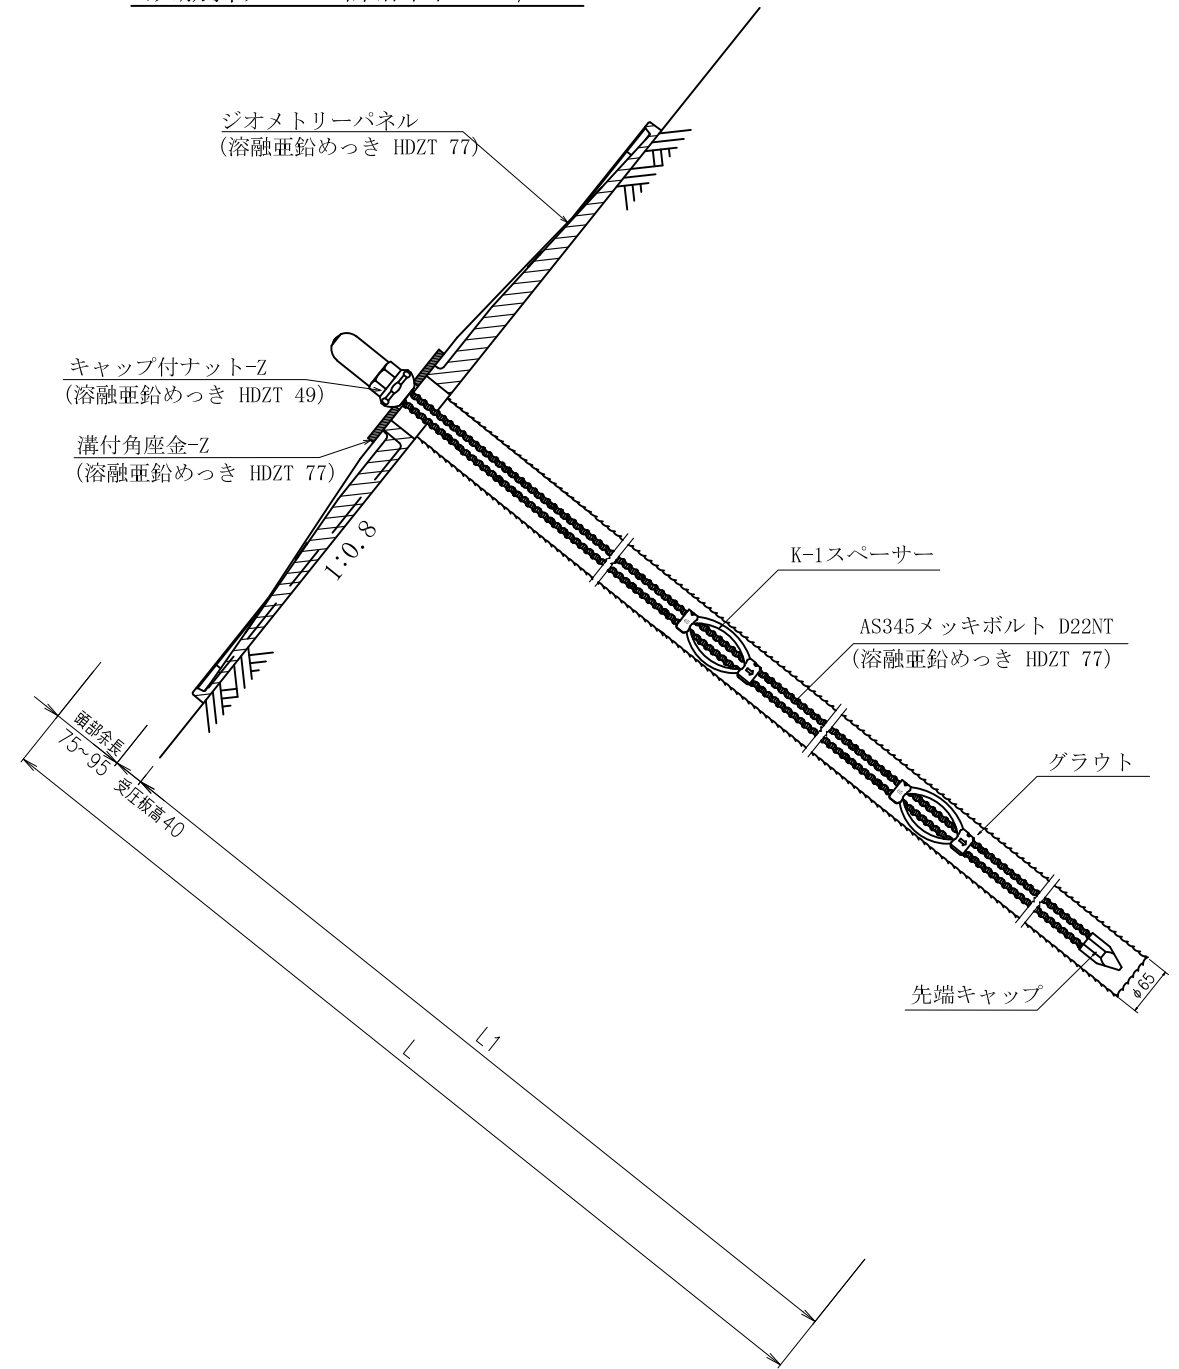 ジオメトリーパネル
(溶融亜鉛めっき HDZT 77)
キャップ付ナット-Z
(溶融亜鉛めっき HDZT 49)
溝付角座金-Z
(溶融亜鉛めっき HDZT 77)
1:0.8
K-1スペーサー
AS345メッキボルト D22NT
(溶融亜鉛めっき HDZT 77)
頭部余長
75~95
受圧板高40
グラウト
先端キャップ
φ65
L1
L